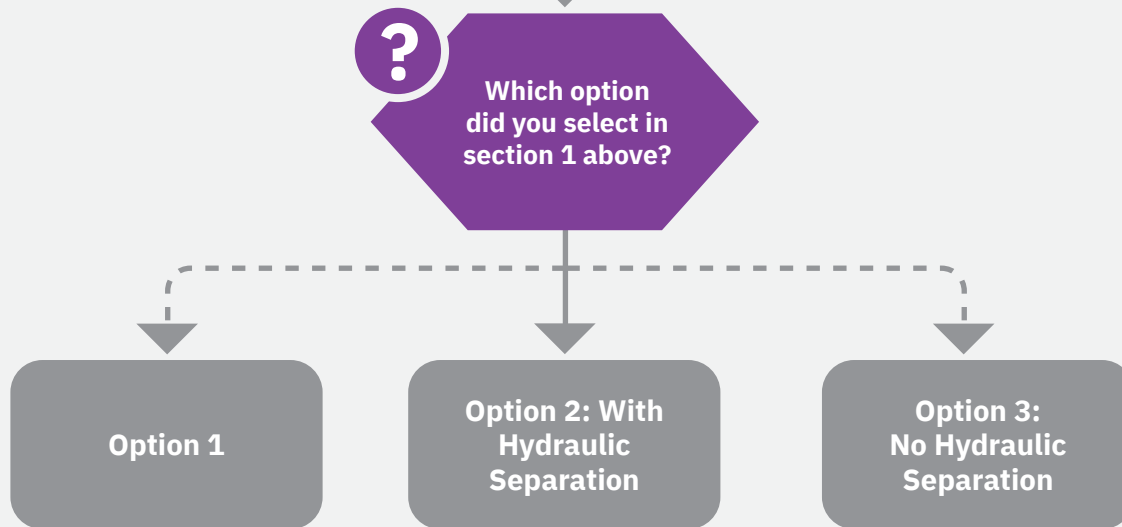 ?
Which option
did you select in
section 1 above?
Option 1
Option 2: With
Hydraulic
Separation
Option 3:
No Hydraulic
Separation